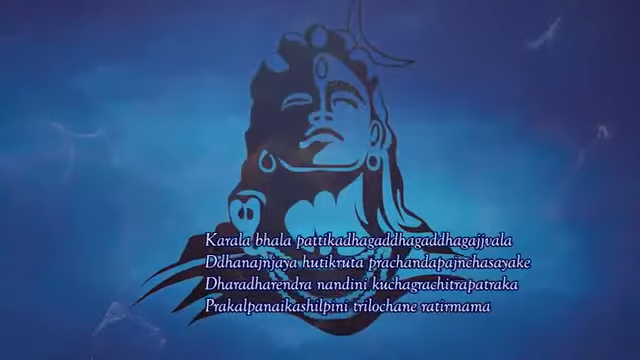 Karala bhala pattikadhagaddhagaddhagajjvala
Ddhanajnjaya hutikruta prachandapajnchasayake
Dharadharendra nandini kuchagrachitrapatraka
Prakalpanaikashilpini trilochane ratirmama